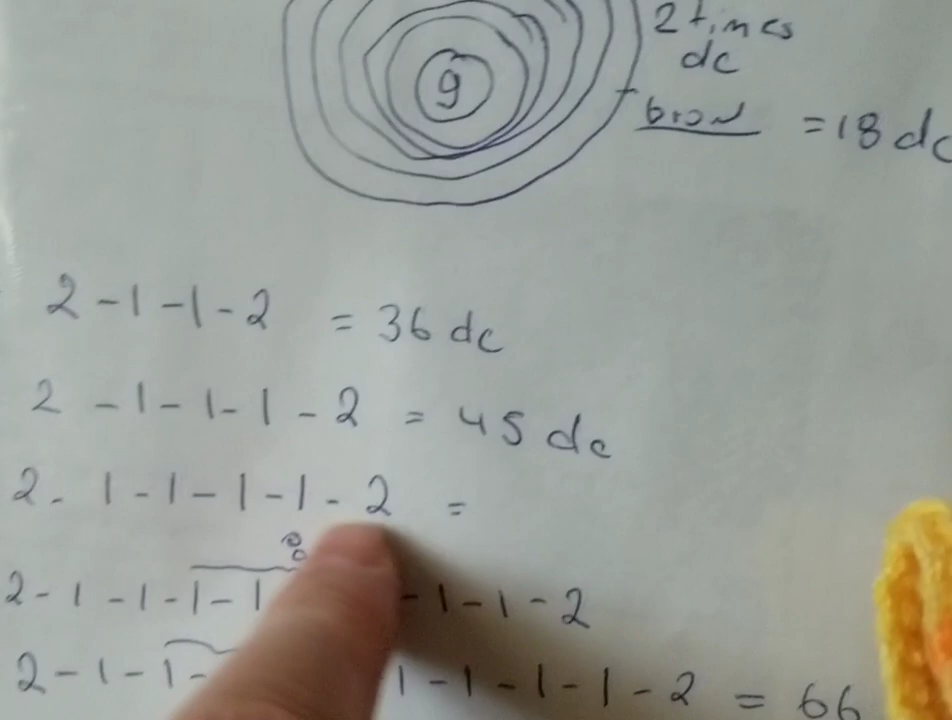 2 times
dc
9
= 18 dc
2 - 1 - 1 - 2 = 36 dc
2 - 1 - 1 - 1 - 2 = 45 dc
2 - 1 - 1 - 1 - 1 - 2 =
2 - 1 - 1 - 1 - 1 - 1 - 1 - 2
2 - 1 - 1 - 1 - 1 - 1 - 1 - 2 = 66